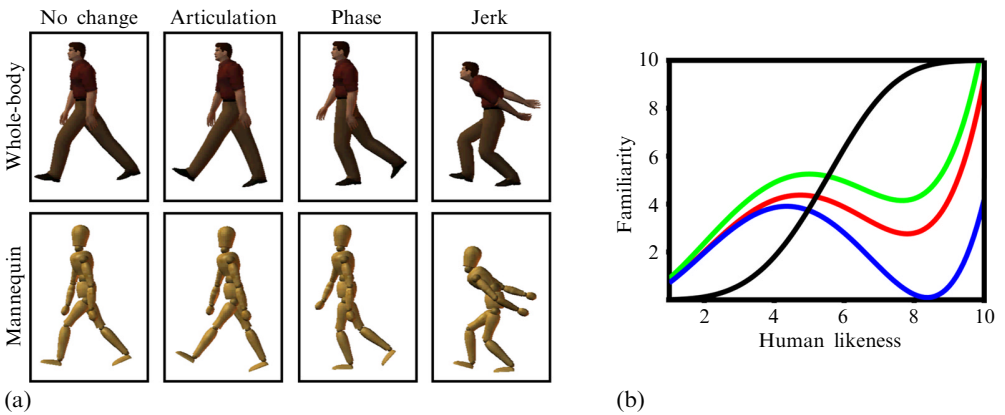 No change Articulation Phase Jerk
Whole-body
Mannequin
(a)
10
8
6
4
2
Familiarity
2 4 6 8 10
Human likeness
(b)